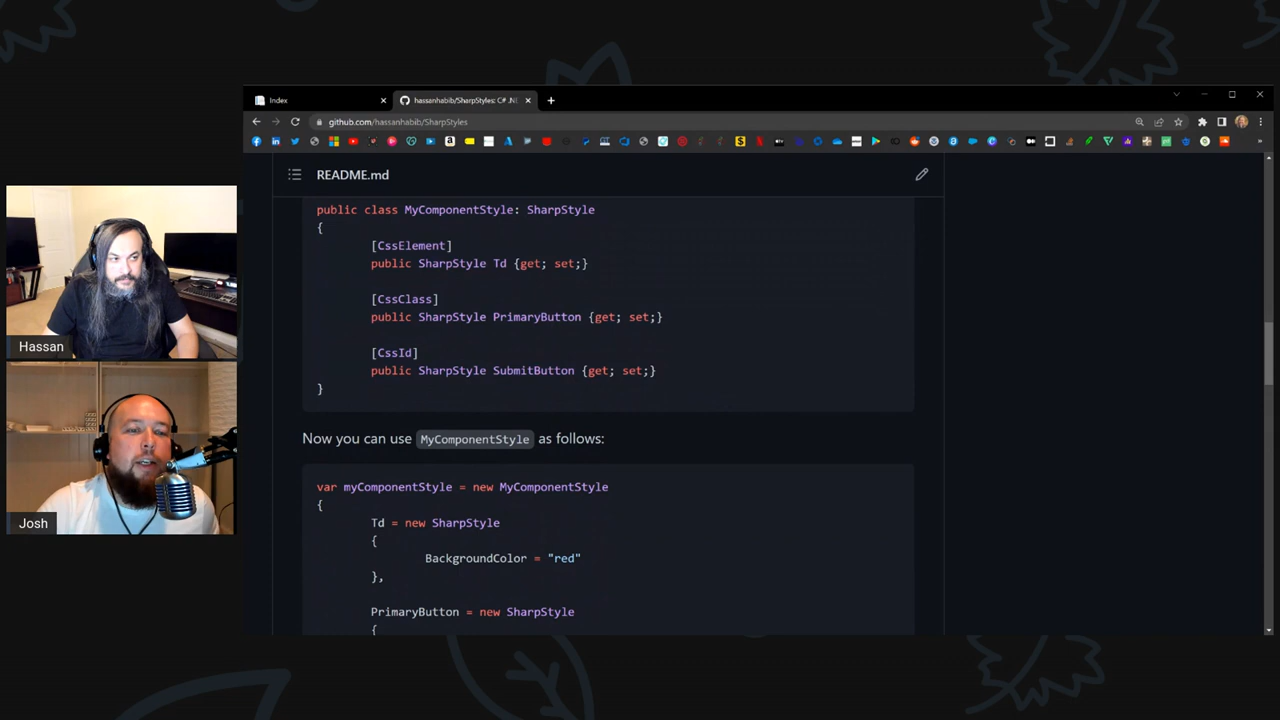 Index
hassanhabib/SharpStyles: C# .NE
github.com/hassanhabib/SharpStyles
README.md
public class MyComponentStyle: SharpStyle
{
[CssElement]
public SharpStyle Td {get; set;}
[CssClass]
public SharpStyle PrimaryButton {get; set;}
[CssId]
public SharpStyle SubmitButton {get; set;}
}
Now you can use MyComponentStyle as follows:
var myComponentStyle = new MyComponentStyle
{
Td = new SharpStyle
{
BackgroundColor = "red"
},
PrimaryButton = new SharpStyle
{
Hassan
Josh